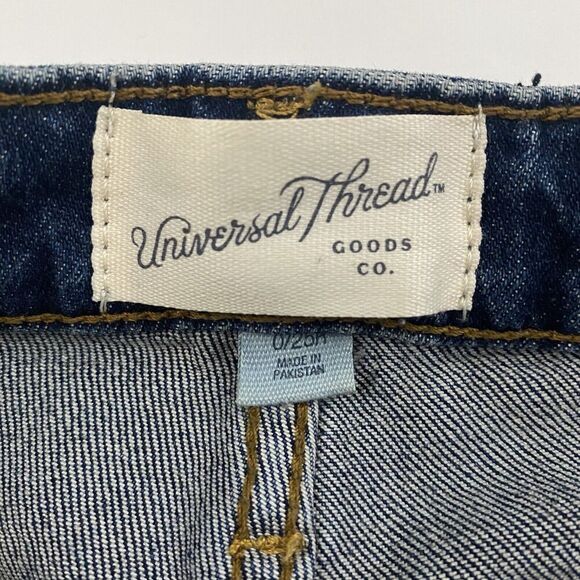 Universal Thread™
GOODS
CO.
0/25R
MADE IN
PAKISTAN